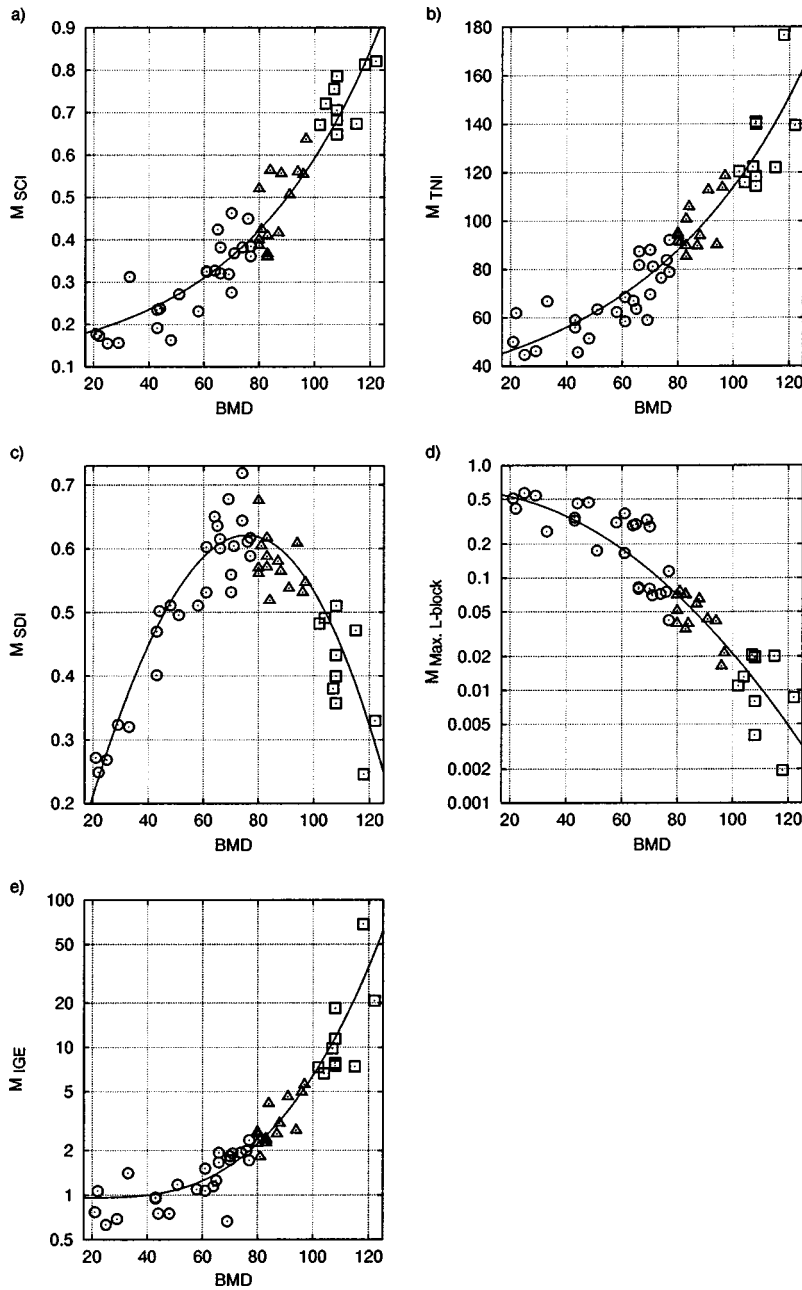 a)
0.9
0.8
0.7
0.6
0.5
0.4
0.3
0.2
0.1
M SCI
20 40 60 80 100 120
BMD
b)
180
160
140
120
100
80
60
40
M TNI
20 40 60 80 100 120
BMD
c)
0.7
0.6
0.5
0.4
0.3
0.2
M SDI
20 40 60 80 100 120
BMD
d)
1.0
0.5
0.2
0.1
0.05
0.02
0.01
0.005
0.002
0.001
M Max. L-block
20 40 60 80 100 120
BMD
e)
100
50
20
10
5
2
1
0.5
M IGE
20 40 60 80 100 120
BMD